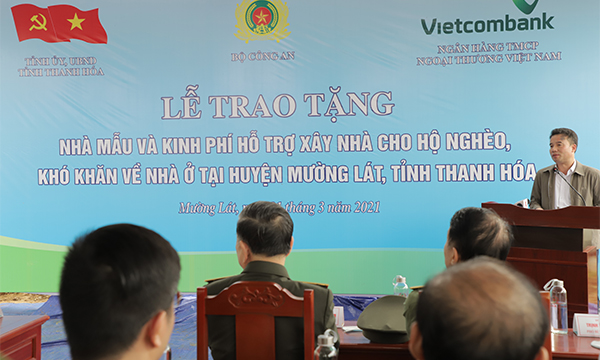 TỈNH ỦY, UBND
TỈNH THANH HÓA
BỘ CÔNG AN
Vietcombank
NGÂN HÀNG TMCP
NGOẠI THƯƠNG VIỆT NAM
LỄ TRAO TẶNG
NHÀ MẪU VÀ KINH PHÍ HỖ TRỢ XÂY NHÀ CHO HỘ NGHÈO,
KHÓ KHĂN VỀ NHÀ Ở TẠI HUYỆN MƯỜNG LÁT, TỈNH THANH HÓA
Mường Lát, tháng 3 năm 2021